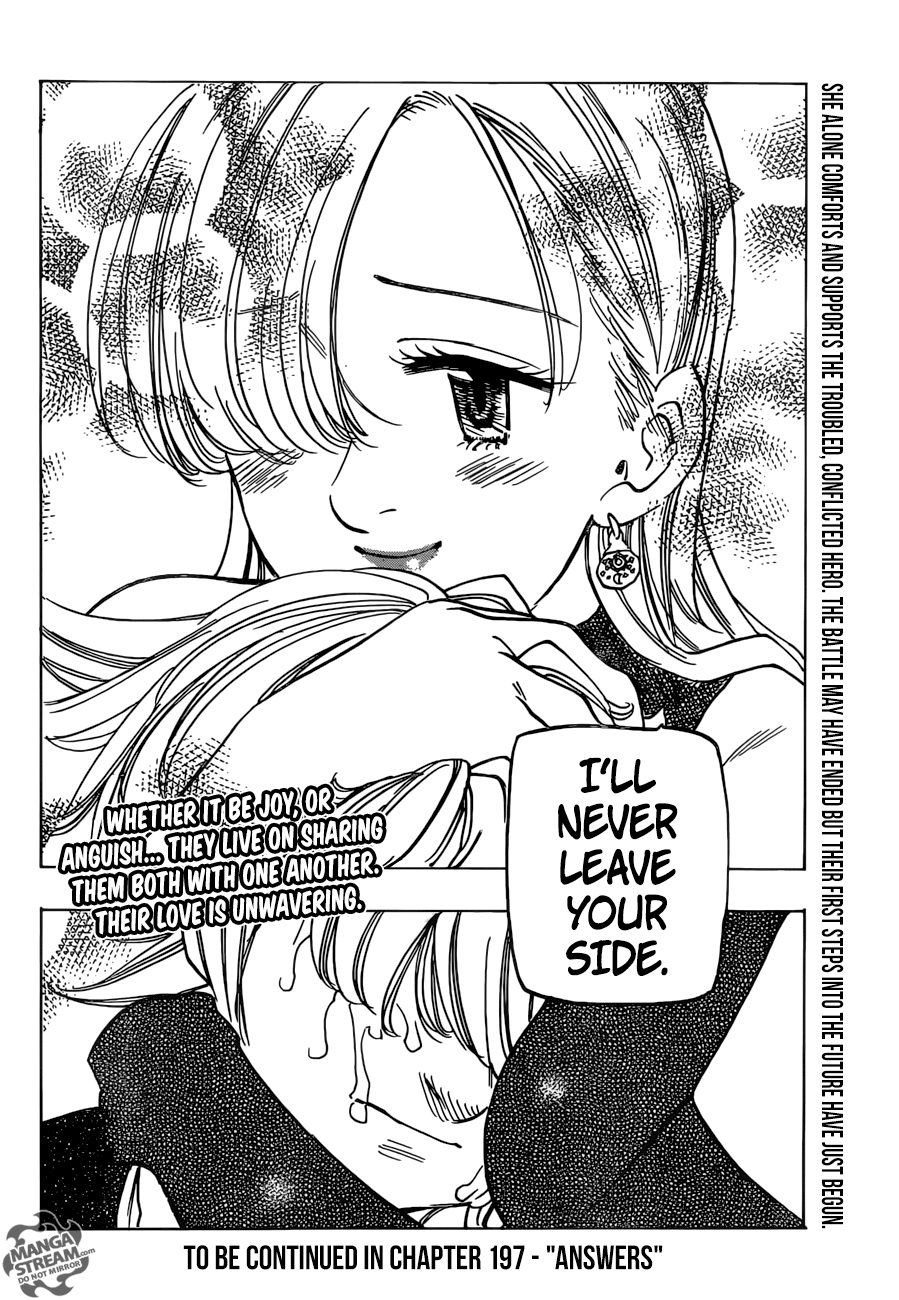 SHE ALONE COMFORTS AND SUPPORTS THE TROUBLED, CONFLICTED HERO. THE BATTLE MAY HAVE ENDED BUT THEIR FIRST STEPS INTO THE FUTURE HAVE JUST BEGUN.
I'LL
NEVER
LEAVE
YOUR
SIDE.
WHETHER IT BE JOY, OR
ANGUISH... THEY LIVE ON SHARING
THEM BOTH WITH ONE ANOTHER.
THEIR LOVE IS UNWAVERING.
MANGA
STREAM.com
DO NOT MIRROR
TO BE CONTINUED IN CHAPTER 197 - "ANSWERS"